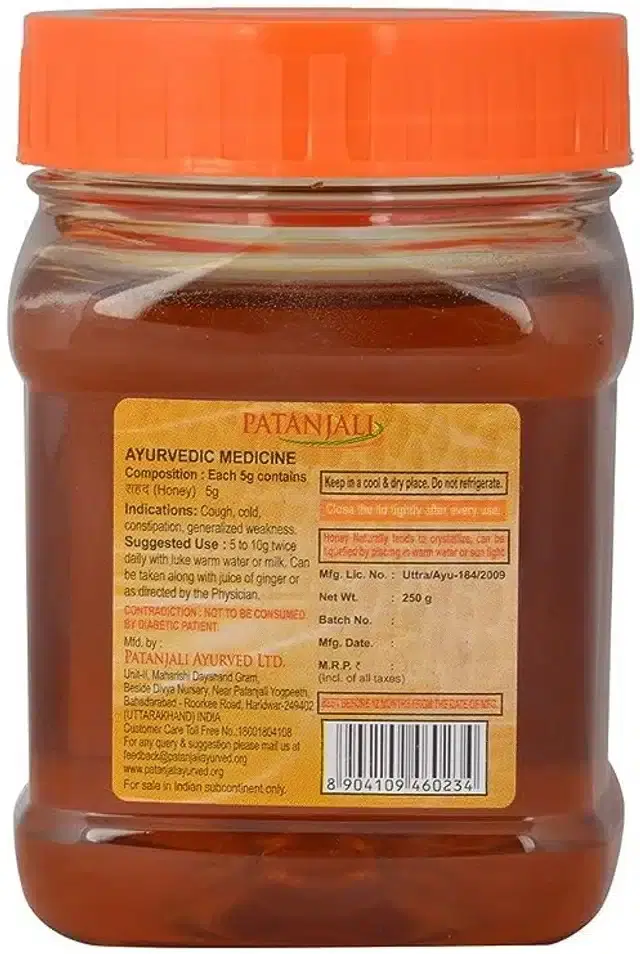 PATANJALI
AYURVEDIC MEDICINE
Composition : Each 5g contains
शहद (Honey) 5g
Indications: Cough, cold,
constipation, generalized weakness.
Suggested Use : 5 to 10g twice
daily with luke warm water or milk. Can
be taken along with juice of ginger or
as directed by the Physician.
CONTRADICTION : NOT TO BE CONSUMED
BY DIABETIC PATIENT.
Mfd. by :
PATANJALI AYURVED LTD.
Unit-II, Maharishi Dayanand Gram,
Beside Divya Nursery, Near Patanjali Yogpeeth,
Bahadarabad - Roorkee Road, Haridwar-249402
(UTTARAKHAND) INDIA
Customer Care Toll Free No.:18001804108
For any query & suggestion please mail us at
feedback@patanjaliayurved.org
www.patanjaliayurved.org
For sale in Indian subcontinent only.
Keep in a cool & dry place. Do not refrigerate.
Close the lid tightly after every use.
Honey Naturally tends to crystallize, can be
liquefied by placing in warm water or sun light
Mfg. Lic. No. : Uttra/Ayu-184/2009
Net Wt. : 250 g
Batch No. :
Mfg. Date. :
M.R.P. ₹ :
(Incl. of all taxes)
BEST BEFORE 12 MONTHS FROM THE DATE OF MFG.
8 904109 460234